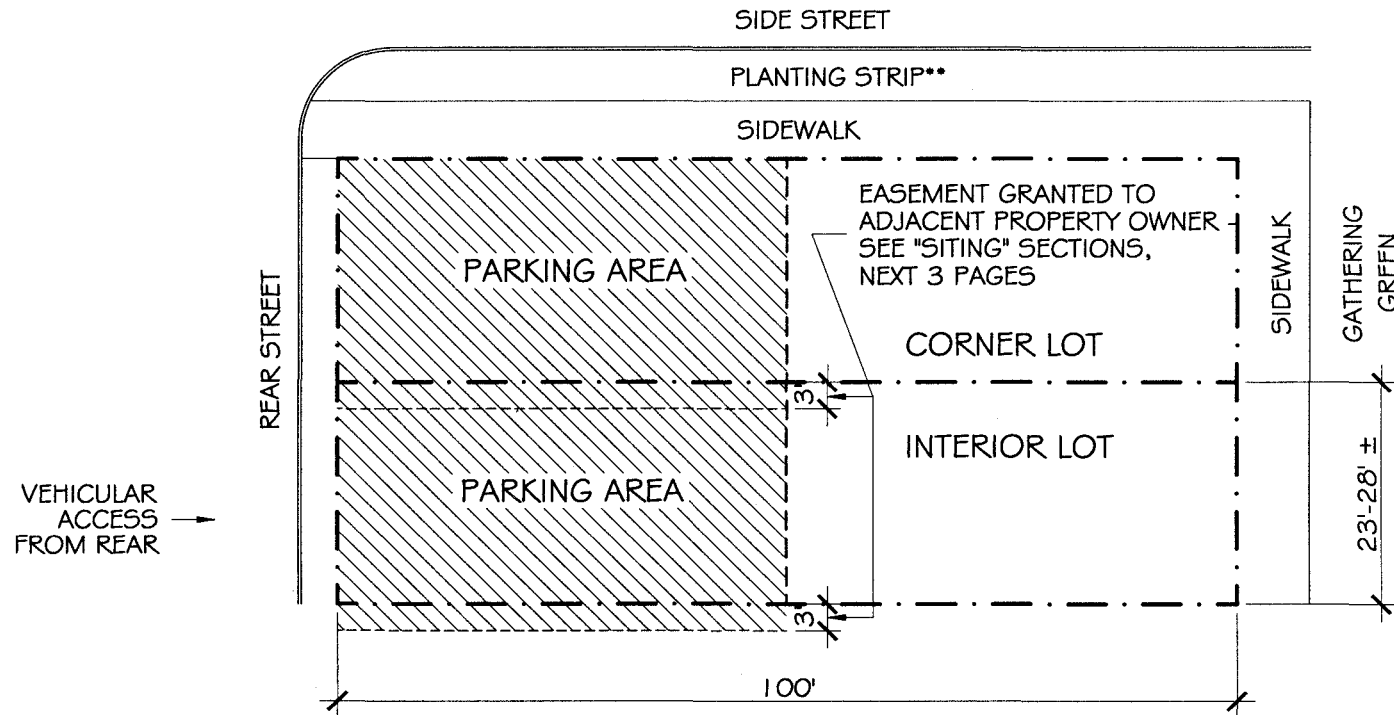 SIDE STREET
PLANTING STRIP**
SIDEWALK
EASEMENT GRANTED TO
ADJACENT PROPERTY OWNER
SEE "SITING" SECTIONS,
NEXT 3 PAGES
PARKING AREA
REAR STREET
SIDEWALK
GATHERING
GREEN
CORNER LOT
3'
INTERIOR LOT
PARKING AREA
VEHICULAR
ACCESS
FROM REAR
23'-28' ±
3'
100'